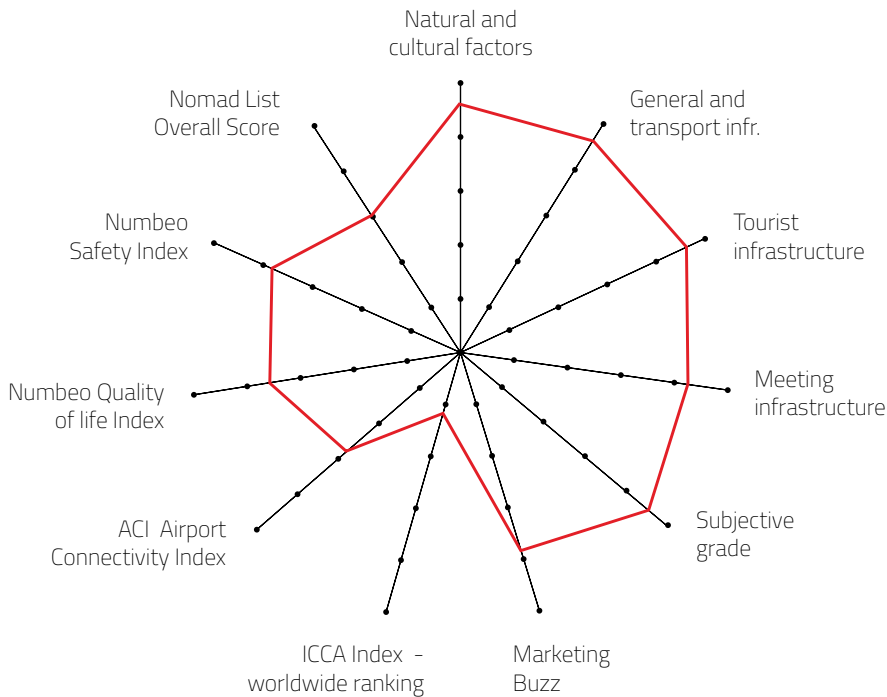 Natural and
cultural factors
General and
transport infr.
Tourist
infrastructure
Meeting
infrastructure
Subjective
grade
Marketing
Buzz
ICCA Index -
worldwide ranking
ACI Airport
Connectivity Index
Numbeo Quality
of life Index
Numbeo
Safety Index
Nomad List
Overall Score